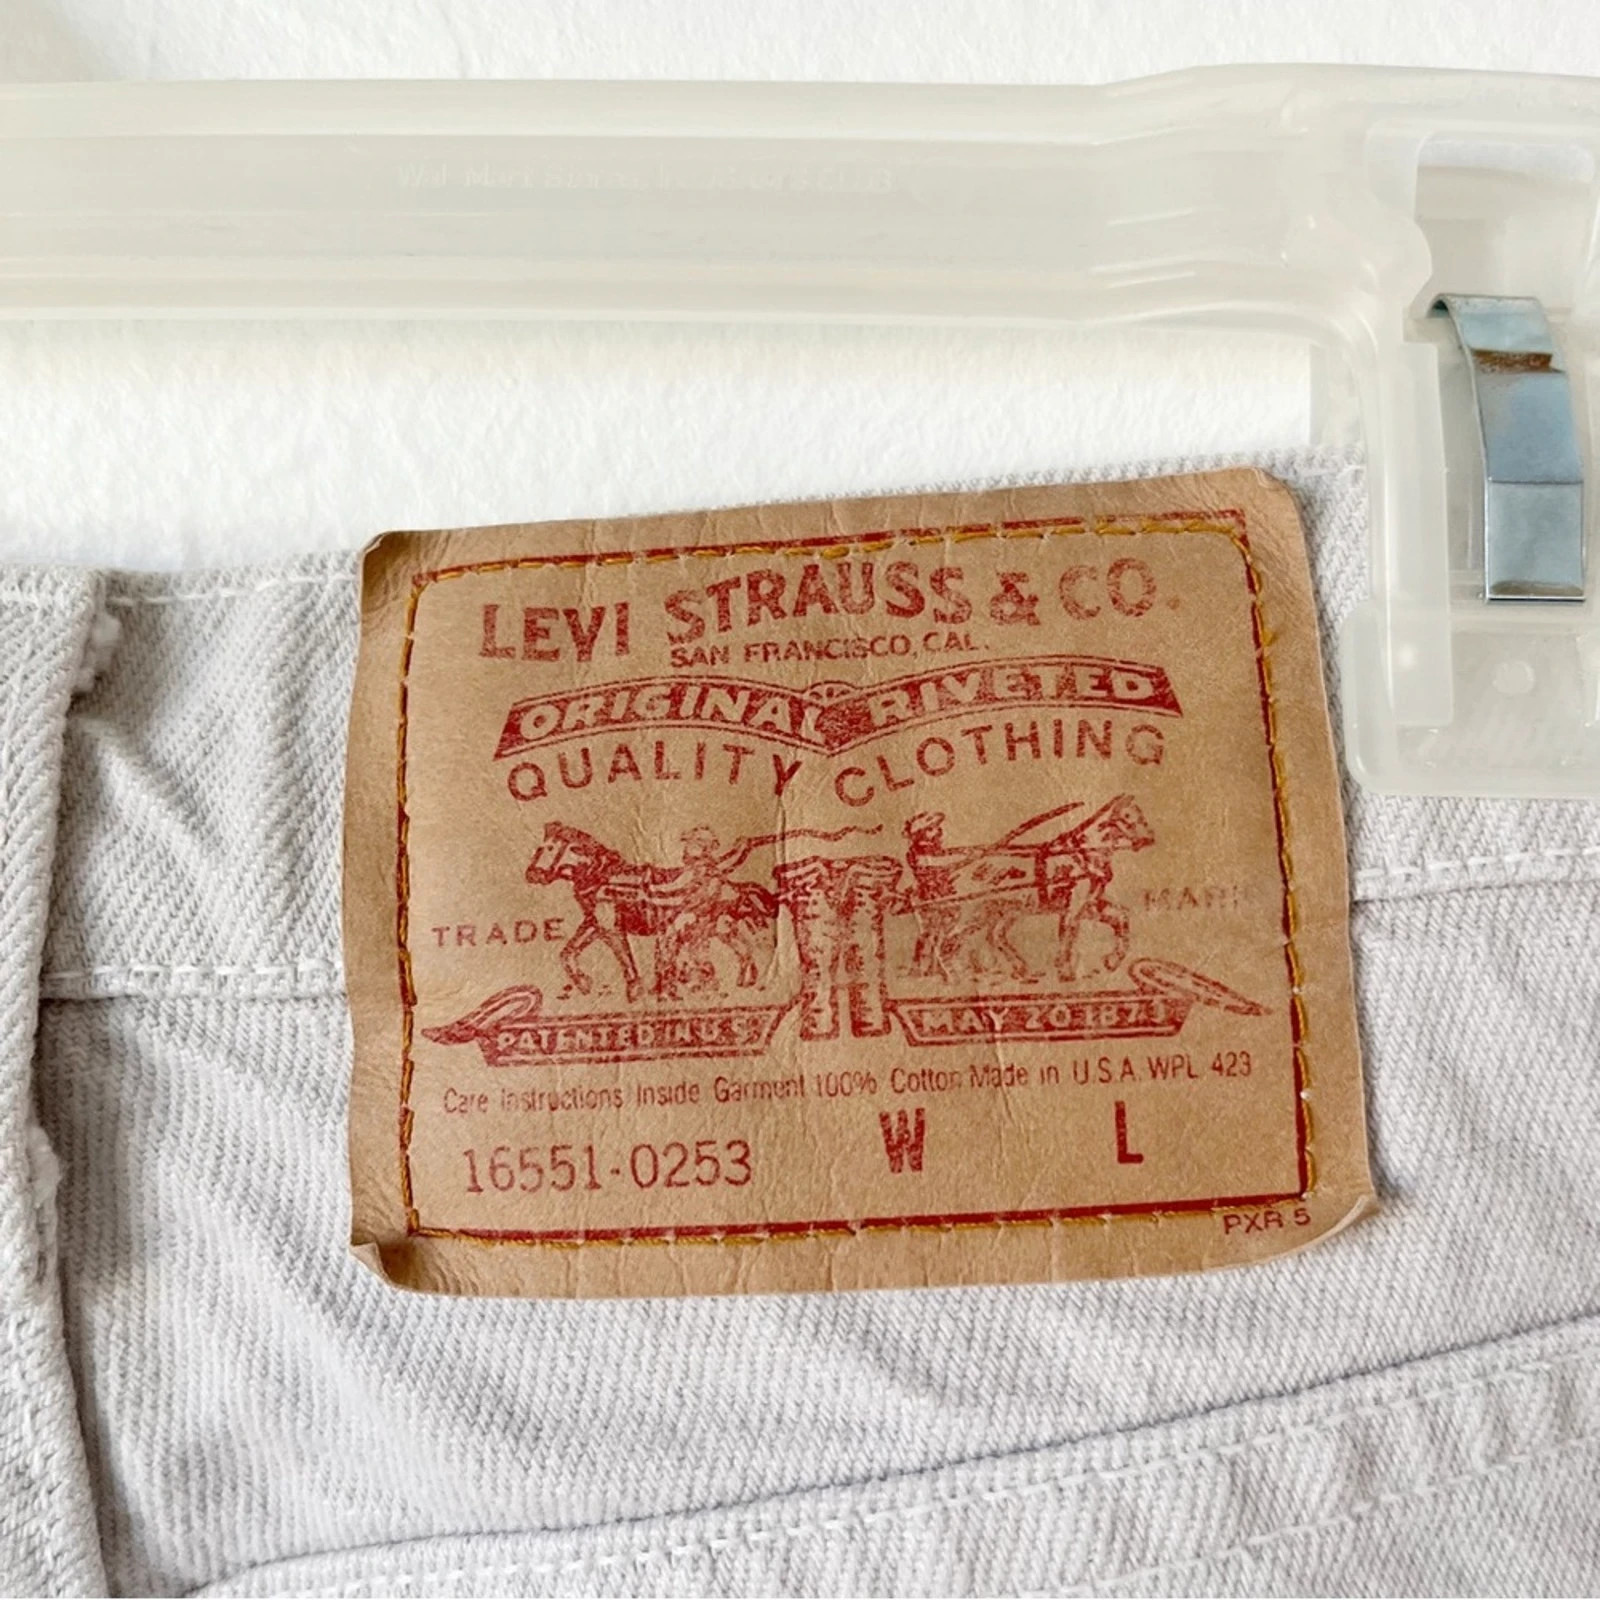 LEVI STRAUSS & CO.
SAN FRANCISCO, CAL.
ORIGINAL RIVETED
QUALITY CLOTHING
TRADE MARK
PATENTED IN U.S. MAY 20 1873
Care Instructions Inside Garment 100% Cotton Made in U.S.A. WPL 423
16551-0253 W L
PXR 5